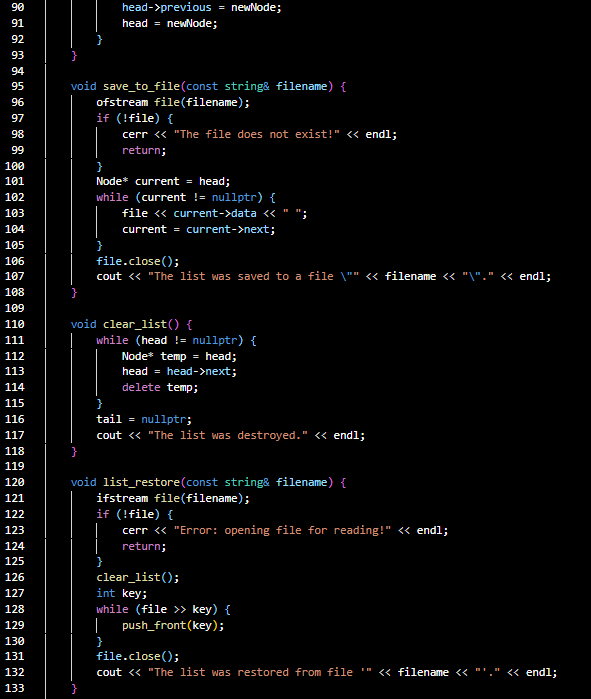 90 head->previous = newNode;
91 head = newNode;
92 }
93 }
94
95 void save_to_file(const string& filename) {
96 ofstream file(filename);
97 if (!file) {
98 cerr << "The file does not exist!" << endl;
99 return;
100 }
101 Node* current = head;
102 while (current != nullptr) {
103 file << current->data << " ";
104 current = current->next;
105 }
106 file.close();
107 cout << "The list was saved to a file \"" << filename << "\"." << endl;
108 }
109
110 void clear_list() {
111 while (head != nullptr) {
112 Node* temp = head;
113 head = head->next;
114 delete temp;
115 }
116 tail = nullptr;
117 cout << "The list was destroyed." << endl;
118 }
119
120 void list_restore(const string& filename) {
121 ifstream file(filename);
122 if (!file) {
123 cerr << "Error: opening file for reading!" << endl;
124 return;
125 }
126 clear_list();
127 int key;
128 while (file >> key) {
129 push_front(key);
130 }
131 file.close();
132 cout << "The list was restored from file '" << filename << "'." << endl;
133 }